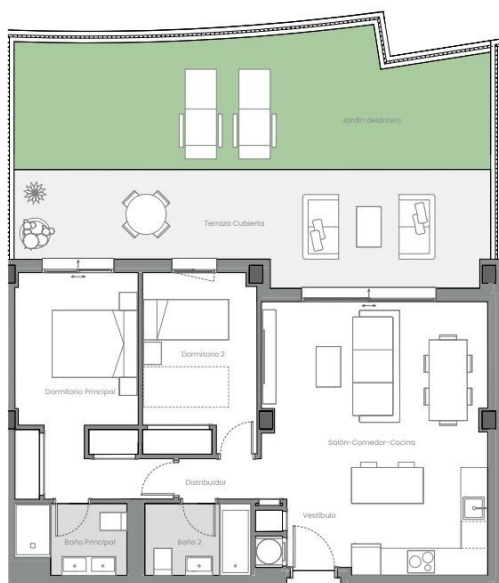 Jardín delantero
Terraza Cubierta
Dormitorio 2
Dormitorio Principal
Salón-Comedor-Cocina
Distribuidor
Vestíbulo
Baño Principal
Baño 2